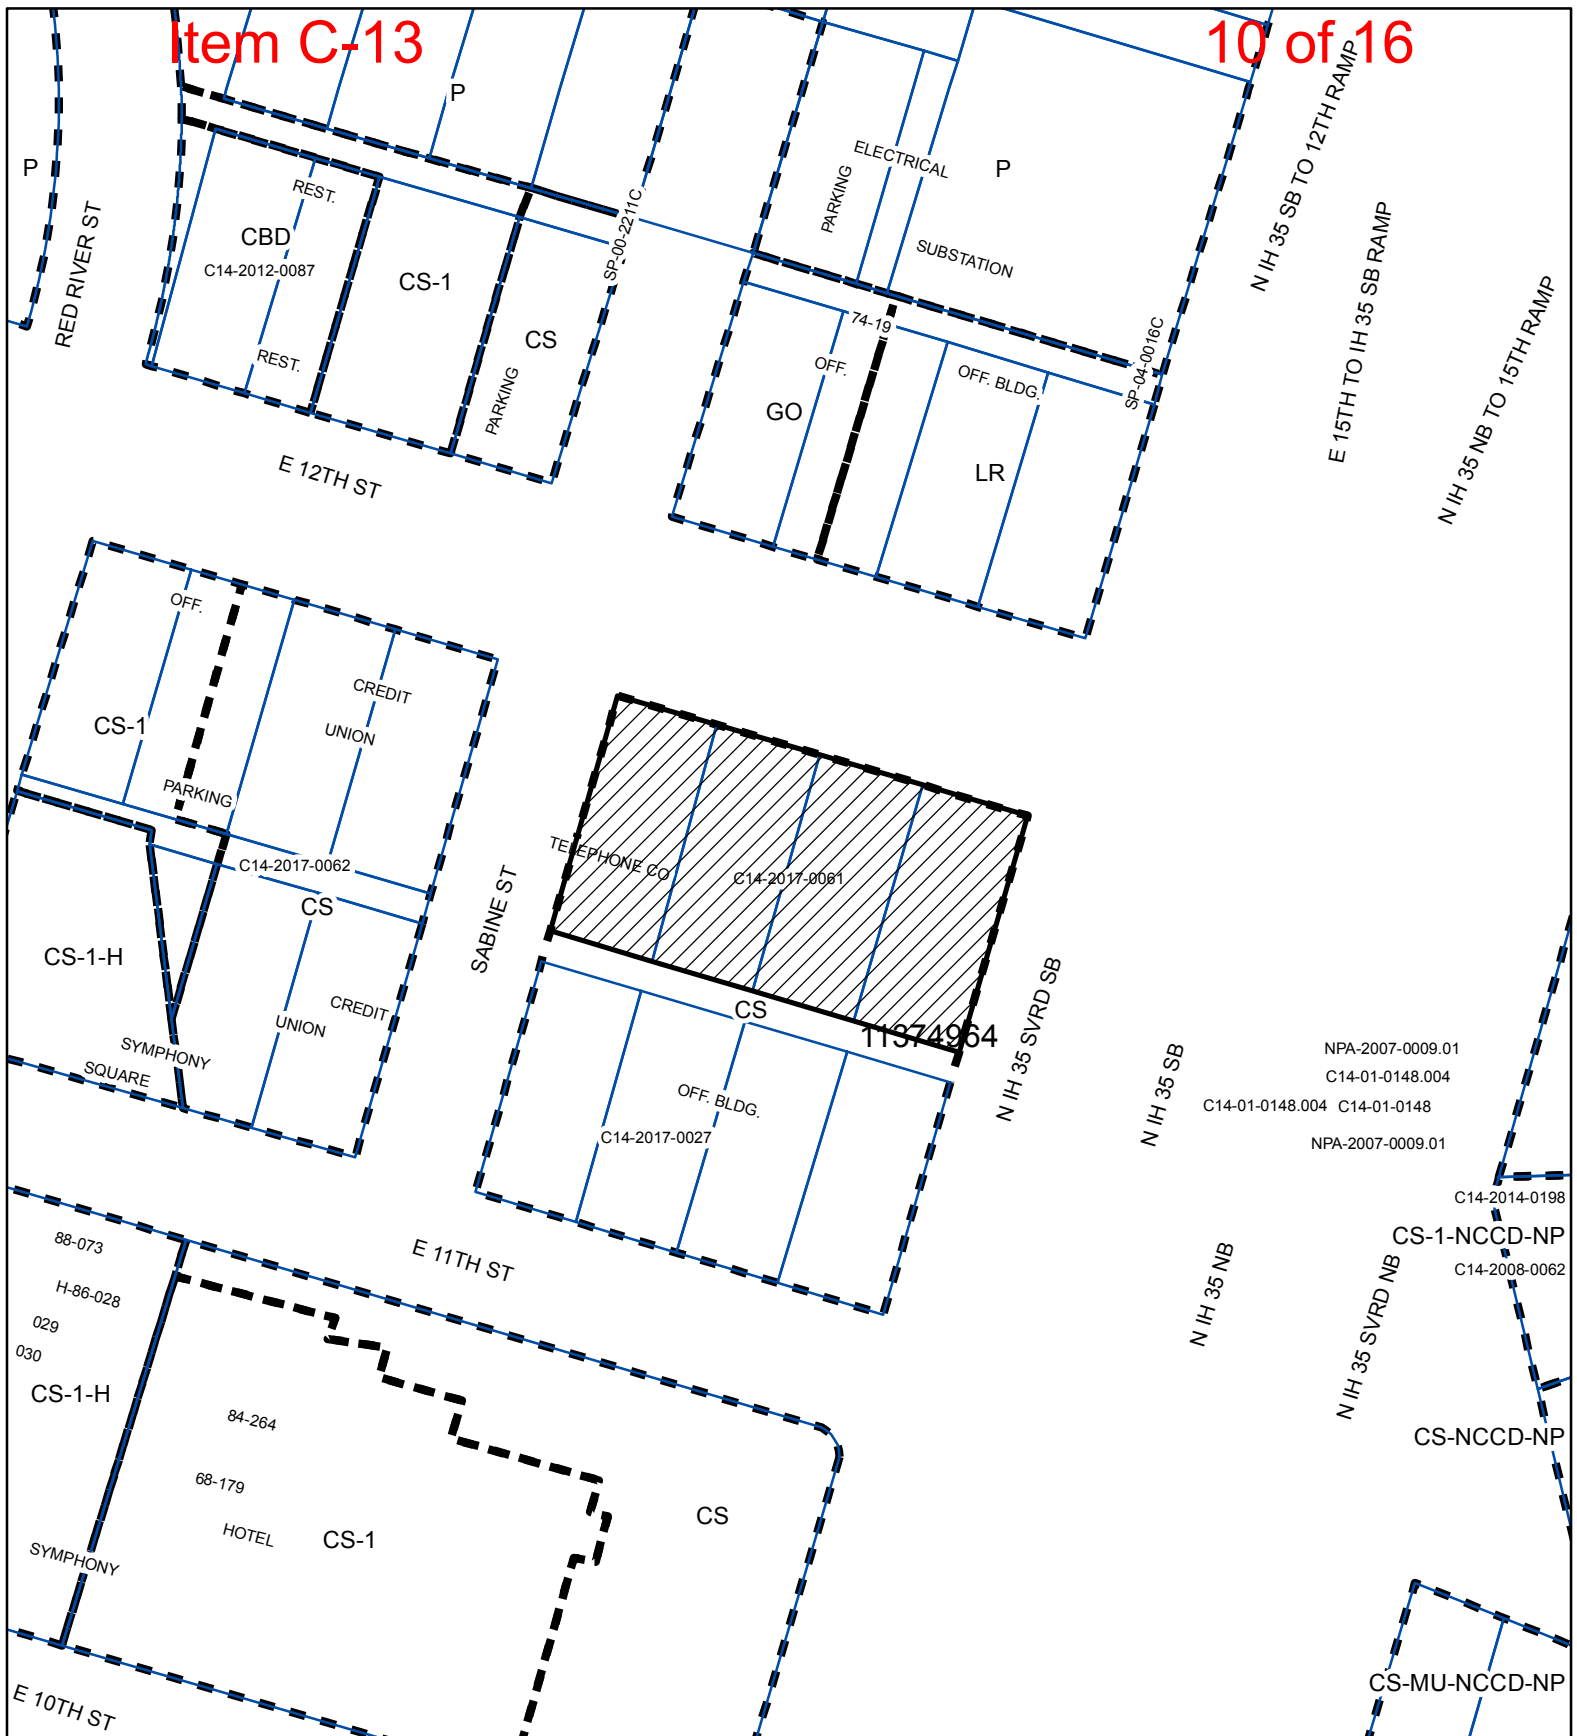 Item C-13
10 of 16
P
P
RED RIVER ST
REST.
CBD
C14-2012-0087
REST.
CS-1
CS
PARKING
SP-00-2211C
PARKING
ELECTRICAL
P
SUBSTATION
74-19
OFF.
GO
OFF. BLDG.
LR
SP-04-0016C
N IH 35 SB TO 12TH RAMP
E 15TH TO IH 35 SB RAMP
N IH 35 NB TO 15TH RAMP
E 12TH ST
OFF.
CS-1
PARKING
CREDIT
UNION
C14-2017-0062
CS
CS-1-H
CREDIT
UNION
SYMPHONY
SQUARE
SABINE ST
TELEPHONE CO
C14-2017-0061
CS
11374964
OFF. BLDG.
C14-2017-0027
N IH 35 SVRD SB
N IH 35 SB
NPA-2007-0009.01
C14-01-0148.004
C14-01-0148.004 C14-01-0148
NPA-2007-0009.01
C14-2014-0198
CS-1-NCCD-NP
C14-2008-0062
N IH 35 NB
N IH 35 SVRD NB
CS-NCCD-NP
E 11TH ST
88-073
H-86-028
029
030
CS-1-H
84-264
68-179
HOTEL
CS-1
CS
SYMPHONY
E 10TH ST
CS-MU-NCCD-NP